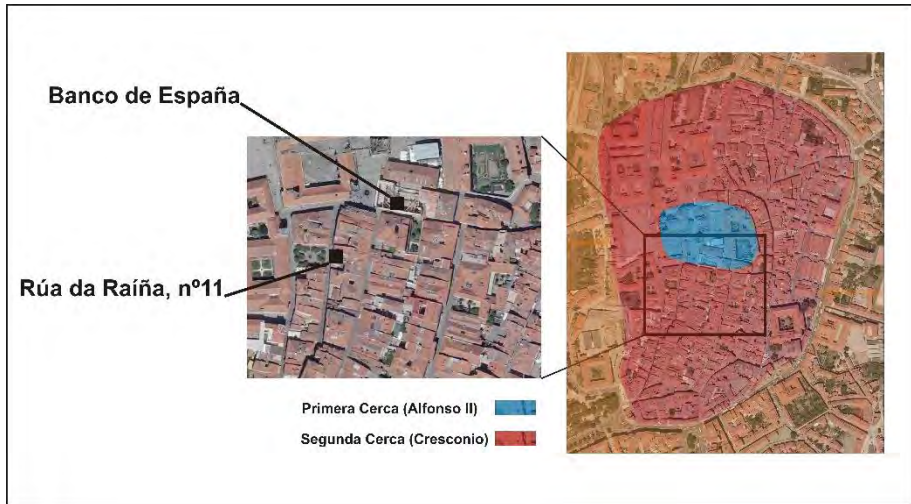 Banco de España
Rúa da Raíña, nº11
Primera Cerca (Alfonso II)
Segunda Cerca (Cresconio)